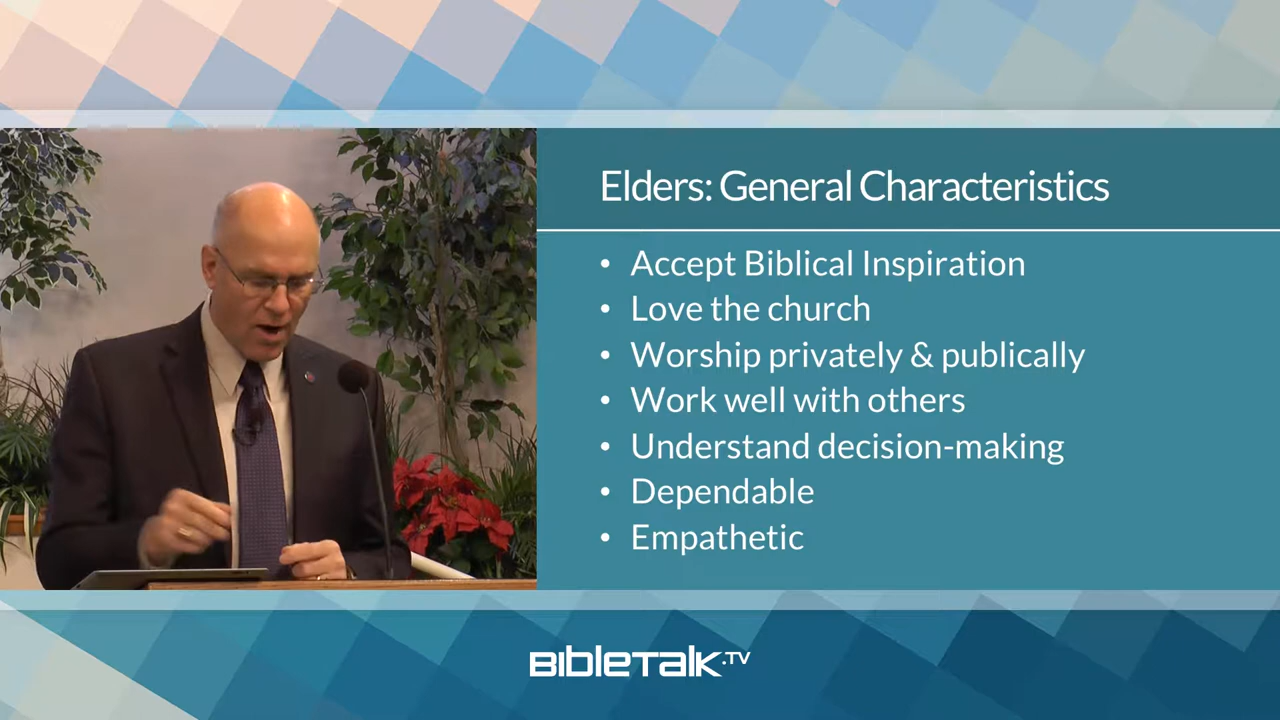 Elders: General Characteristics
• Accept Biblical Inspiration
• Love the church
• Worship privately & publically
• Work well with others
• Understand decision-making
• Dependable
• Empathetic
BIBLETALK.TV